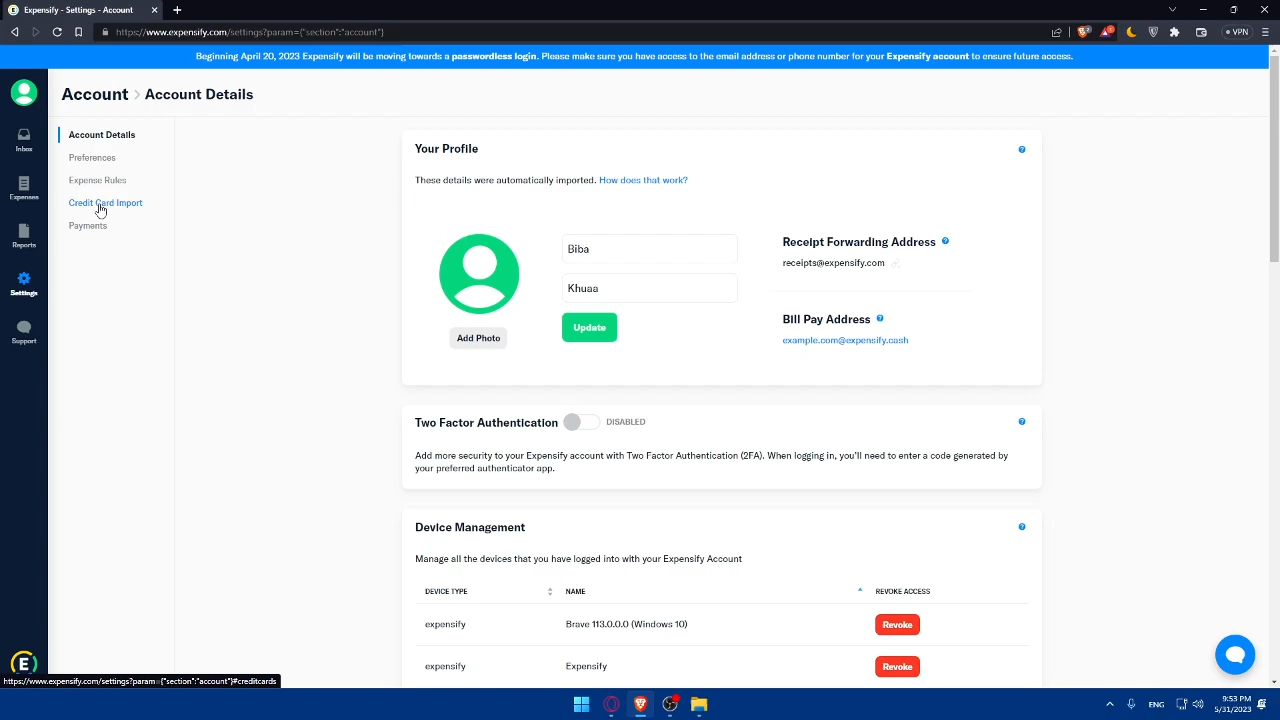 Expensify - Settings - Account
https://www.expensify.com/settings?param={"section":"account"}
VPN
Beginning April 20, 2023 Expensify will be moving towards a passwordless login. Please make sure you have access to the email address or phone number for your Expensify account to ensure future access.
Account > Account Details
Inbox
Expenses
Reports
Settings
Support
Account Details
Preferences
Expense Rules
Credit Card Import
Payments
Your Profile
These details were automatically imported. How does that work?
Biba
Khuaa
Update
Add Photo
Receipt Forwarding Address
receipts@expensify.com
Bill Pay Address
example.com@expensify.cash
Two Factor Authentication DISABLED
Add more security to your Expensify account with Two Factor Authentication (2FA). When logging in, you'll need to enter a code generated by
your preferred authenticator app.
Device Management
Manage all the devices that you have logged into with your Expensify Account
DEVICE TYPE NAME REVOKE ACCESS
expensify Brave 113.0.0.0 (Windows 10) Revoke
expensify Expensify Revoke
https://www.expensify.com/settings?param={"section":"account"}#creditcards
ENG
9:53 PM
5/31/2023